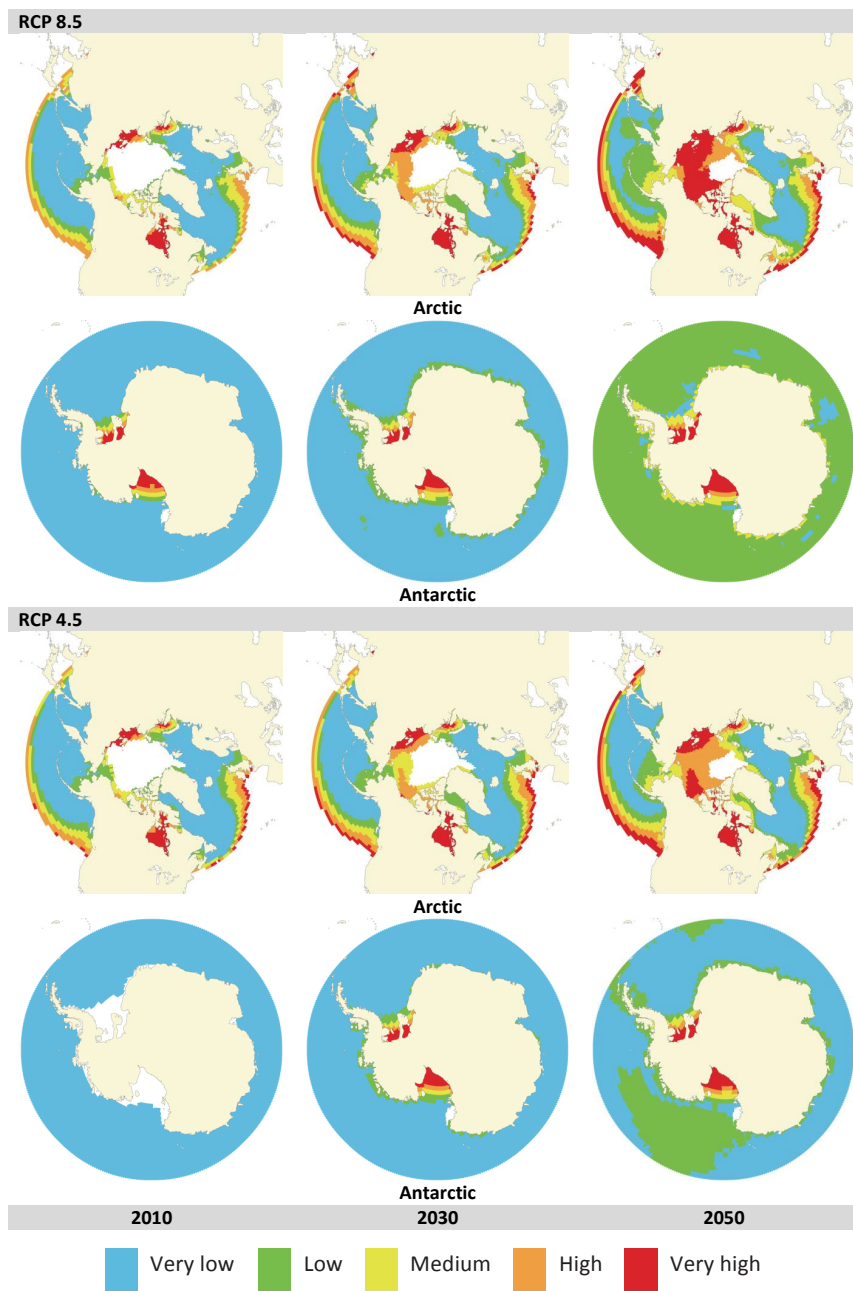 RCP 8.5
Arctic
Antarctic
RCP 4.5
Arctic
Antarctic
2010 2030 2050
Very low Low Medium High Very high